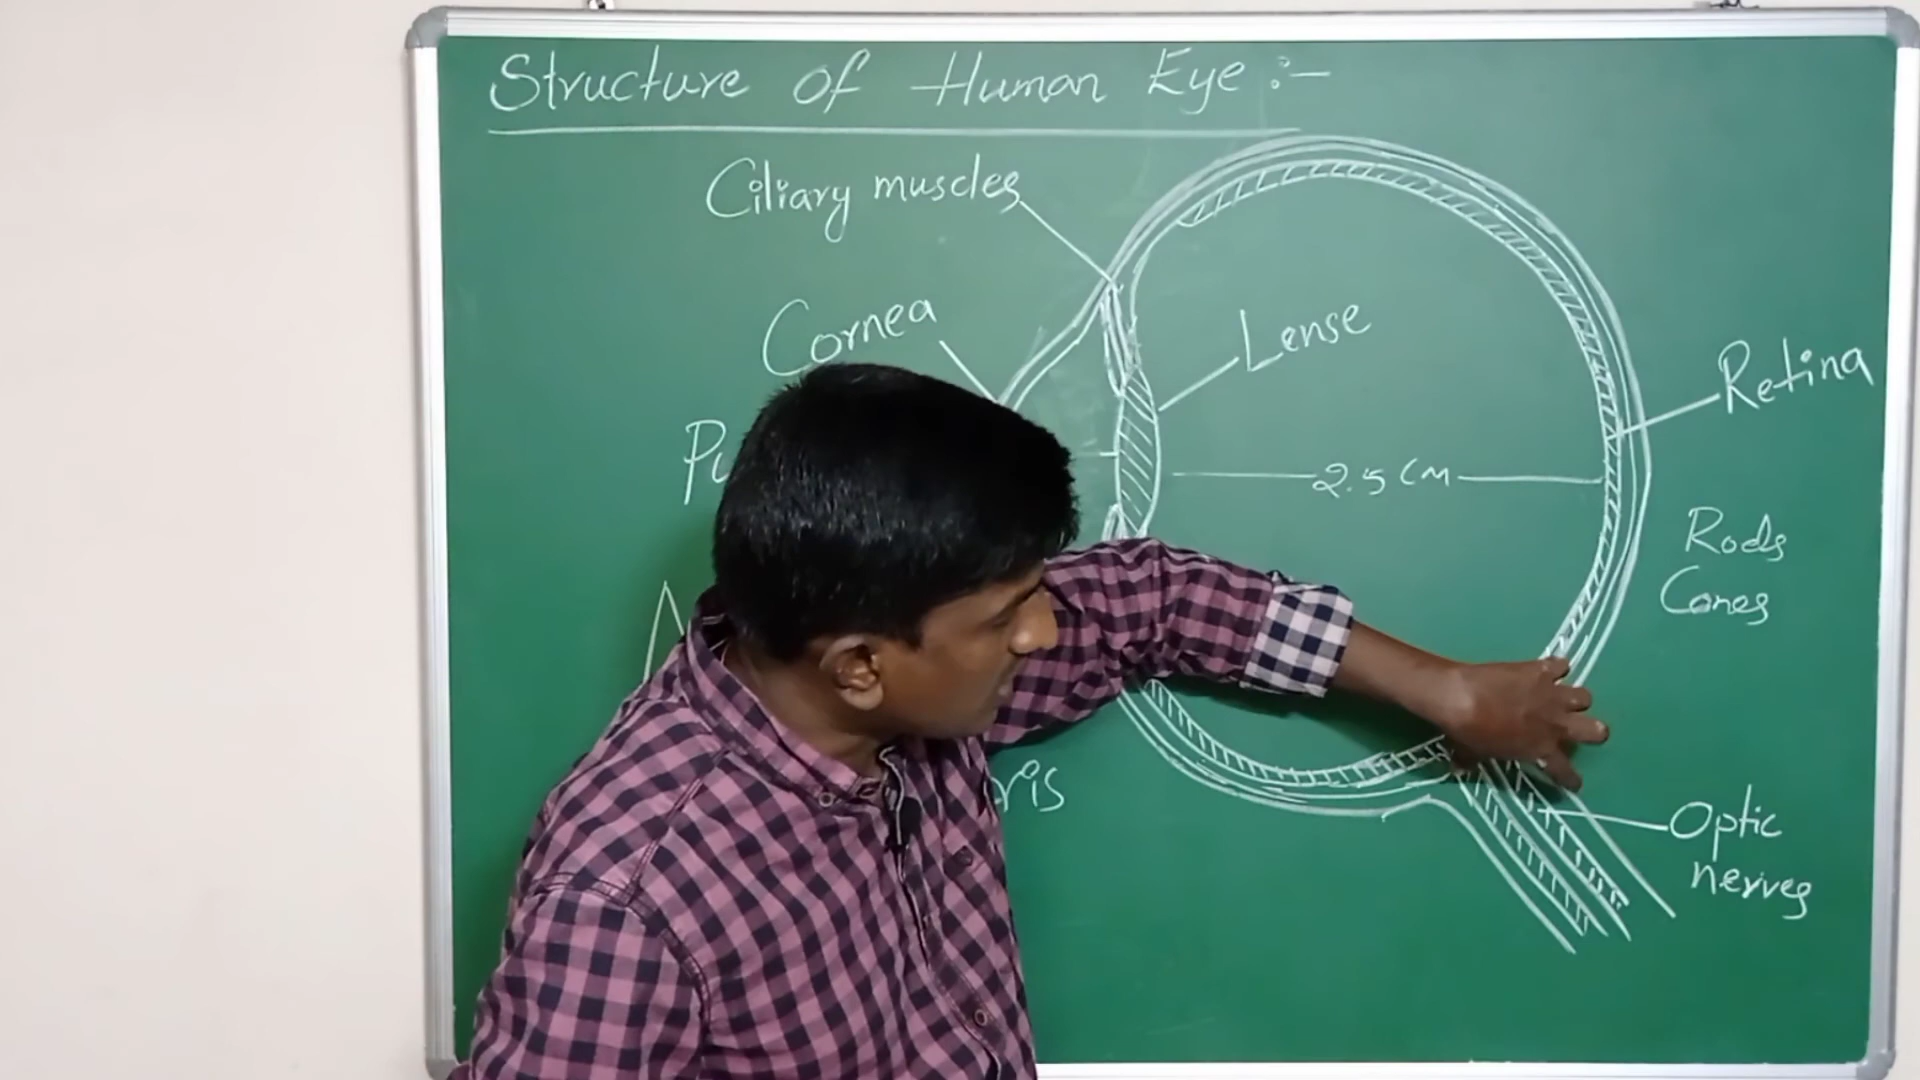 Structure of Human Eye :-
Ciliary muscles
Cornea
Lense
Retina
2.5 CM
Rods
Cones
Optic
nerves